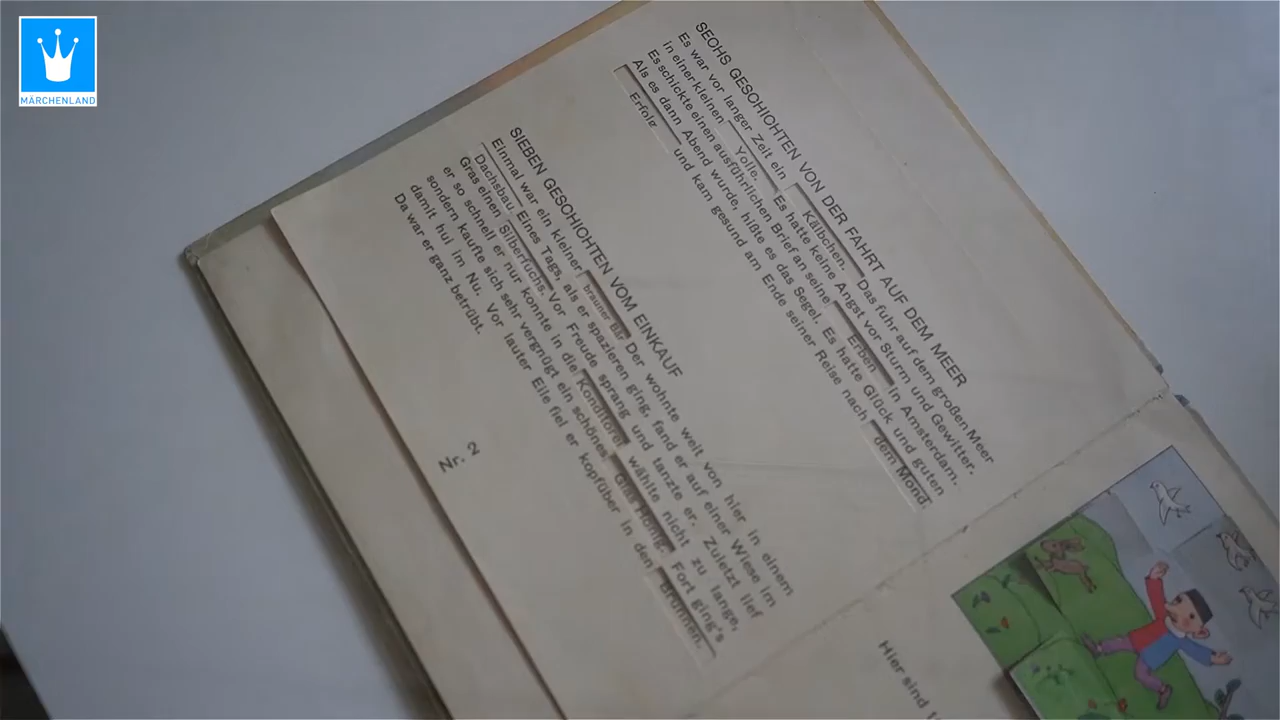 MÄRCHENLAND
SECHS GESCHICHTEN VON DER FAHRT AUF DEM MEER
Es war vor langer Zeit ein Kälbchen. Das fuhr auf dem großen Meer
in einer kleinen Yolle. Es hatte keine Angst vor Sturm und Gewitter.
Es schickte einen ausführlichen Brief an seine Erben in Amsterdam.
Als es dann Abend wurde, hißte es das Segel. Es hatte Glück und guten
Erfolg und kam gesund am Ende seiner Reise nach dem Mond.
SIEBEN GESCHICHTEN VOM EINKAUF
Einmal war ein kleiner brauner Bär Der wohnte weit von hier in einem
Dachsbau Eines Tags, als er spazieren ging, fand er auf einer Wiese im
Gras einen Silberfuchs. Vor Freude sprang und tanzte er. Zuletzt lief
er so schnell er nur konnte in die Konditorei wählte nicht zu lange,
sondern kaufte sich sehr vergnügt ein schönes Glas Honig. Fort ging's
damit hui im Nu. Vor lauter Eile fiel er kopfüber in den Brunnen.
Da war er ganz betrübt.
Nr. 2
Hier sind